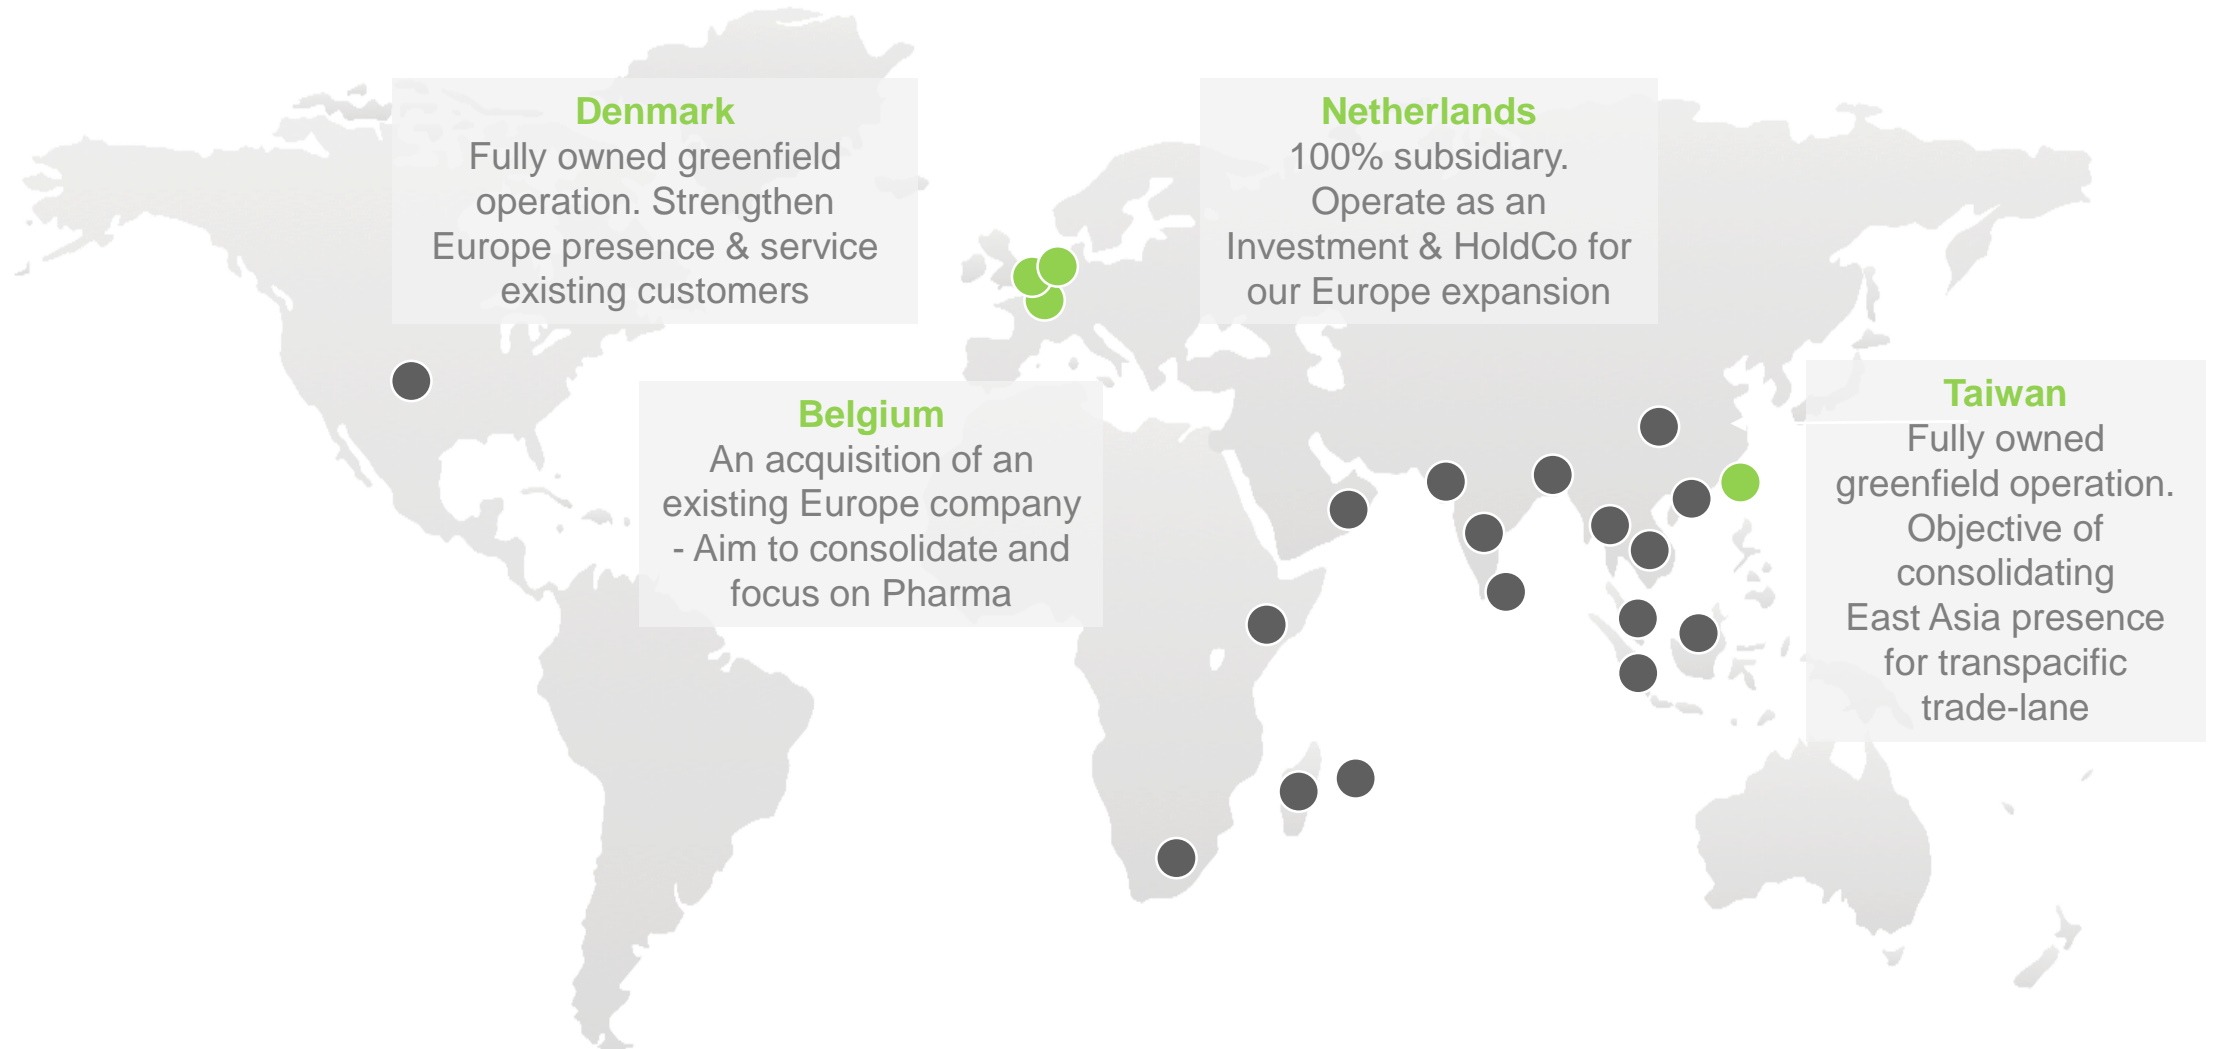 Denmark
Fully owned greenfield
operation. Strengthen
Europe presence & service
existing customers
Netherlands
100% subsidiary.
Operate as an
Investment & HoldCo for
our Europe expansion
Belgium
An acquisition of an
existing Europe company
- Aim to consolidate and
focus on Pharma
Taiwan
Fully owned
greenfield operation.
Objective of
consolidating
East Asia presence
for transpacific
trade-lane